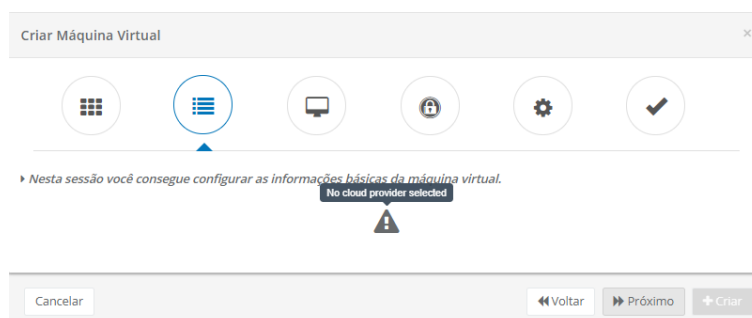 Criar Máquina Virtual
×
Nesta sessão você consegue configurar as informações básicas da máquina virtual.
No cloud provider selected
Cancelar
Voltar
Próximo
+ Criar